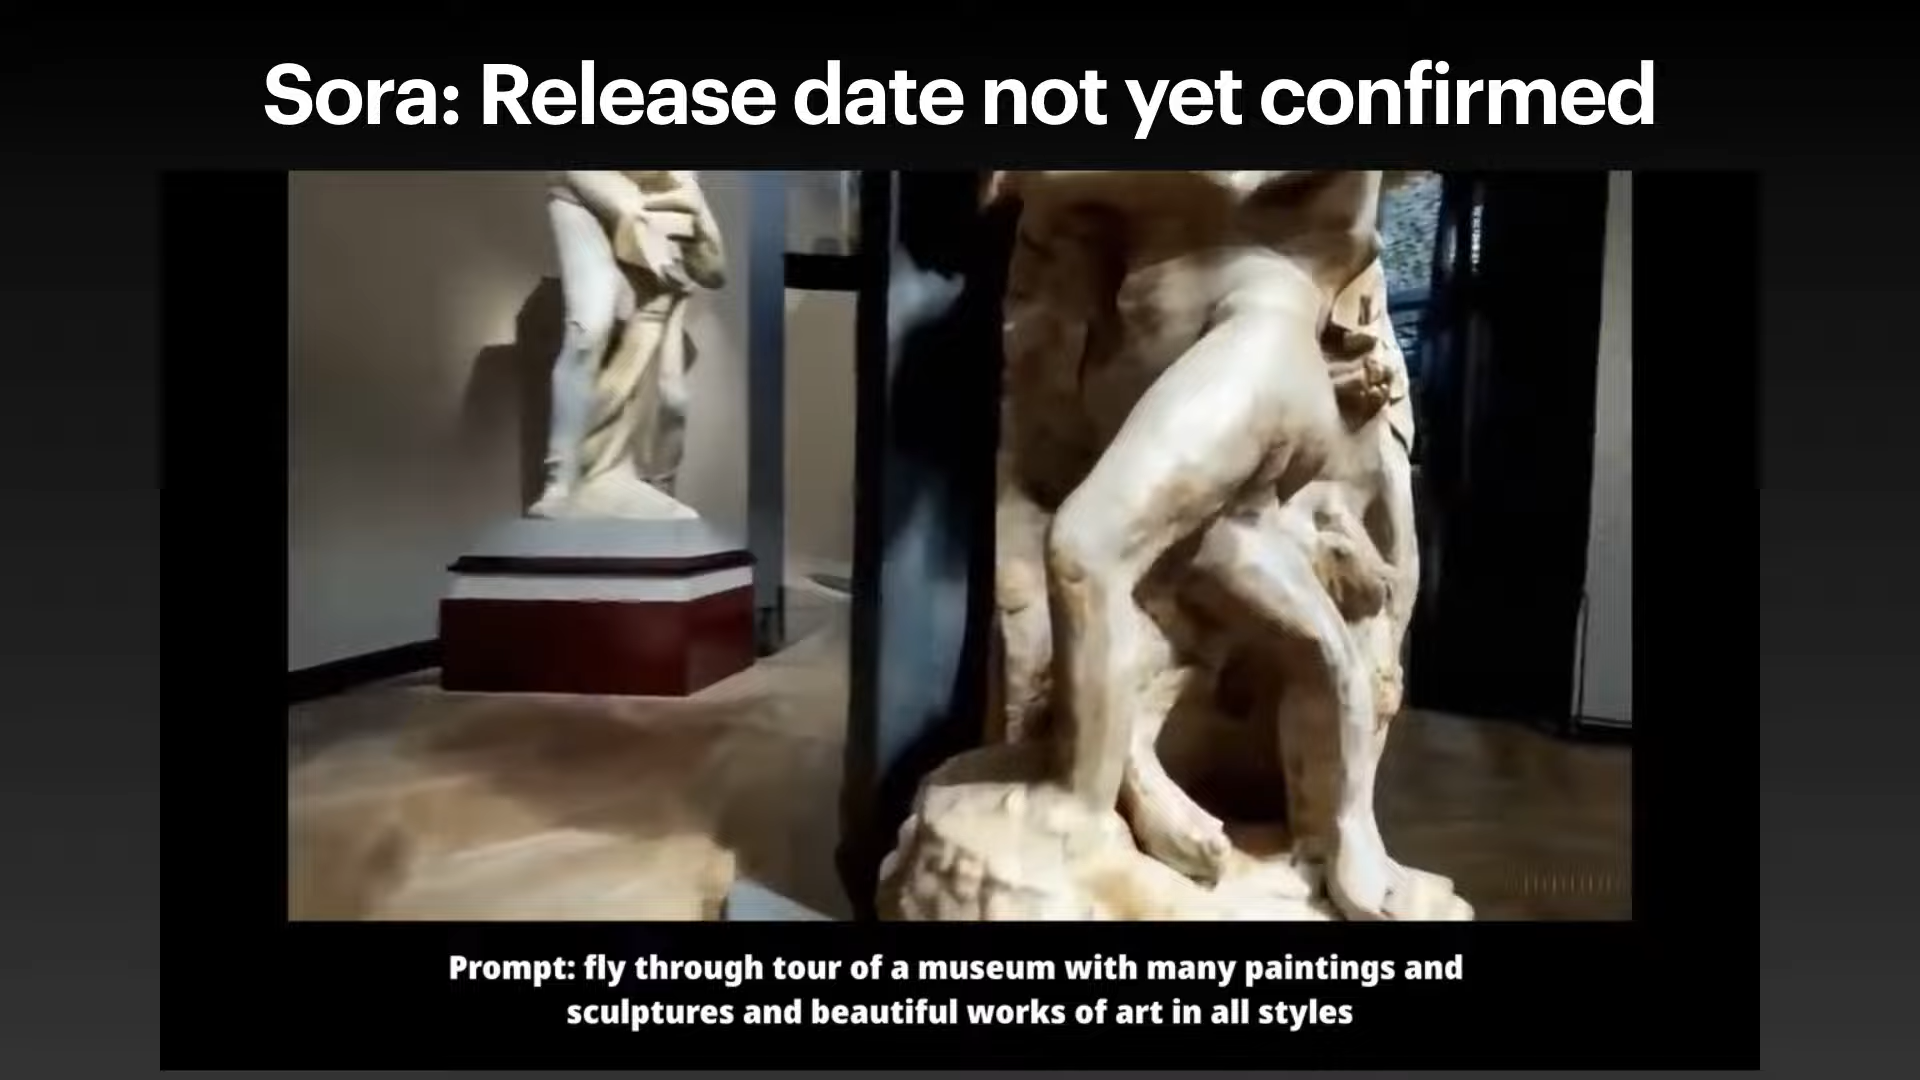 Sora: Release date not yet confirmed
Prompt: fly through tour of a museum with many paintings and
sculptures and beautiful works of art in all styles